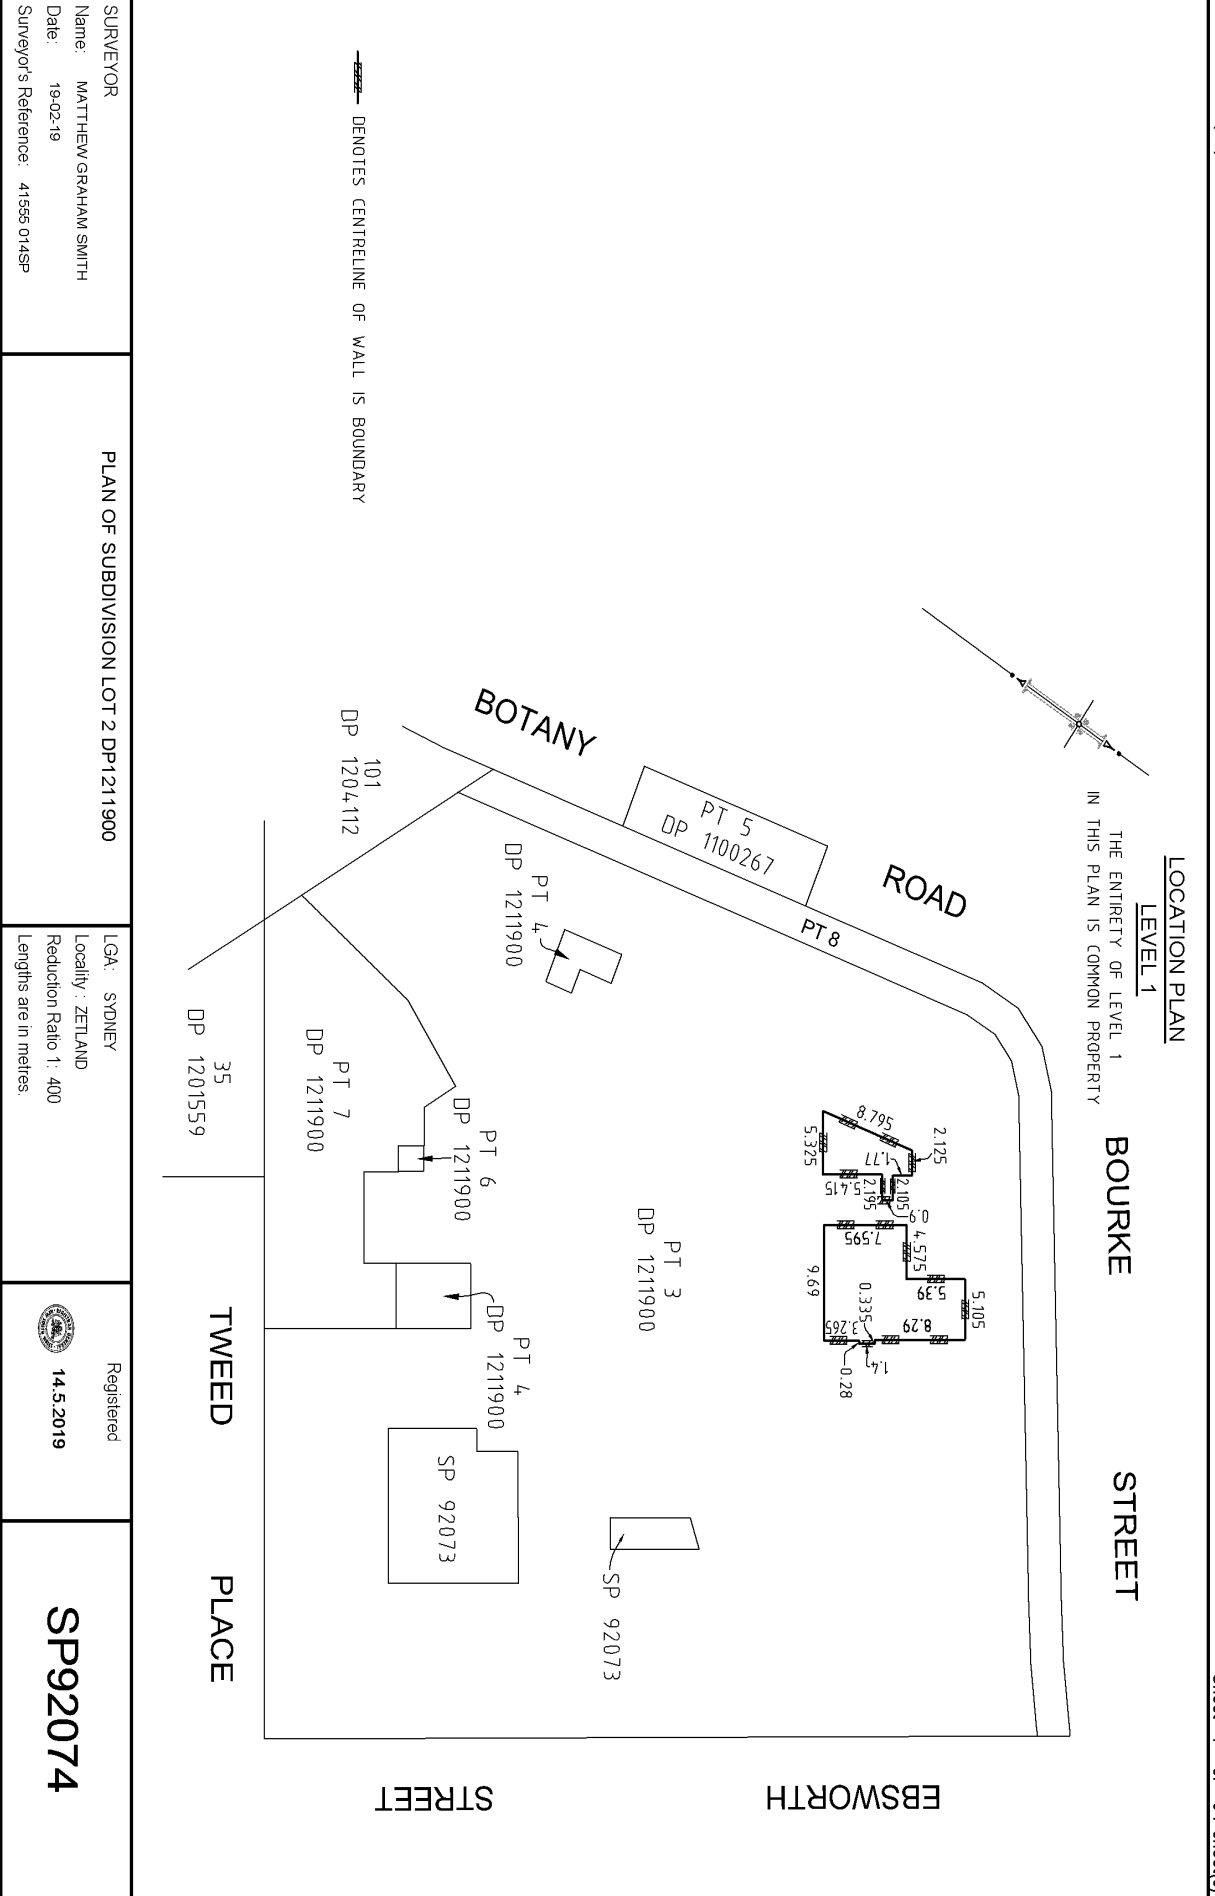 LOCATION PLAN
LEVEL 1
THE ENTIRETY OF LEVEL 1
IN THIS PLAN IS COMMON PROPERTY
BOURKE
STREET
BOTANY
ROAD
PT 5
DP 1100267
PT 8
2.125
8.795
5.325
1.77
5.415
2.105
2.195
0.9
4.575
7.595
5.39
5.105
9.69
8.29
0.335
3.265
1.4
0.28
PT 4
DP 1211900
PT 3
DP 1211900
101
DP 1204112
PT 6
DP 1211900
PT 7
DP 1211900
PT 4
DP 1211900
SP 92073
SP 92073
35
DP 1201559
TWEED
PLACE
EBSWORTH
STREET
DENOTES CENTRELINE OF WALL IS BOUNDARY
SURVEYOR
Name: MATTHEW GRAHAM SMITH
Date: 19-02-19
Surveyor's Reference: 41555 014SP
PLAN OF SUBDIVISION LOT 2 DP1211900
LGA: SYDNEY
Locality : ZETLAND
Reduction Ratio 1: 400
Lengths are in metres.
Registered
14.5.2019
SP92074